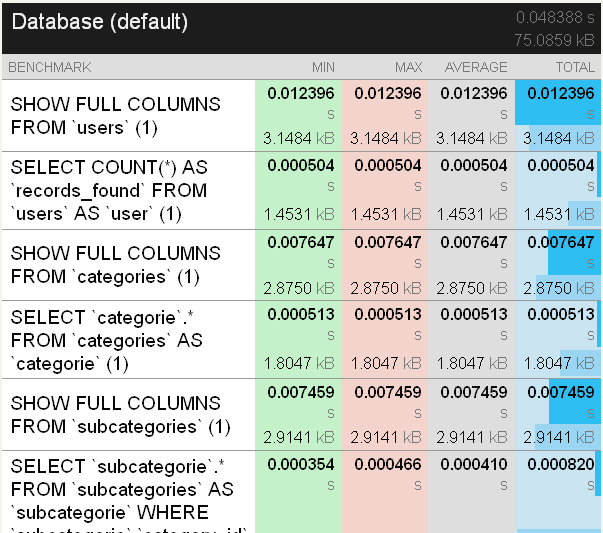 Database (default)
0.048388 s
75.0859 kB
BENCHMARK MIN MAX AVERAGE TOTAL
SHOW FULL COLUMNS
FROM `users` (1)
0.012396 s 0.012396 s 0.012396 s 0.012396 s
3.1484 kB 3.1484 kB 3.1484 kB 3.1484 kB
SELECT COUNT(*) AS
`records_found` FROM
`users` AS `user` (1)
0.000504 s 0.000504 s 0.000504 s 0.000504 s
1.4531 kB 1.4531 kB 1.4531 kB 1.4531 kB
SHOW FULL COLUMNS
FROM `categories` (1)
0.007647 s 0.007647 s 0.007647 s 0.007647 s
2.8750 kB 2.8750 kB 2.8750 kB 2.8750 kB
SELECT `categorie`.*
FROM `categories` AS
`categorie` (1)
0.000513 s 0.000513 s 0.000513 s 0.000513 s
1.8047 kB 1.8047 kB 1.8047 kB 1.8047 kB
SHOW FULL COLUMNS
FROM `subcategories` (1)
0.007459 s 0.007459 s 0.007459 s 0.007459 s
2.9141 kB 2.9141 kB 2.9141 kB 2.9141 kB
SELECT `subcategorie`.*
FROM `subcategories` AS
`subcategorie` WHERE
0.000354 s 0.000466 s 0.000410 s 0.000820 s